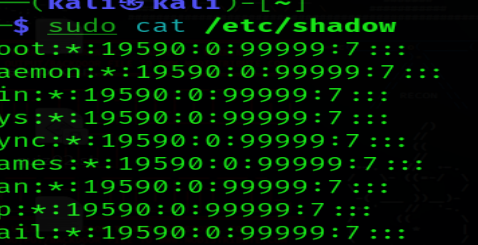 (kali㉿kali)-[~]
$ sudo cat /etc/shadow
oot:*:19590:0:99999:7:::
aemon:*:19590:0:99999:7:::
in:*:19590:0:99999:7:::
ys:*:19590:0:99999:7:::
ync:*:19590:0:99999:7:::
ames:*:19590:0:99999:7:::
an:*:19590:0:99999:7:::
p:*:19590:0:99999:7:::
ail:*:19590:0:99999:7:::